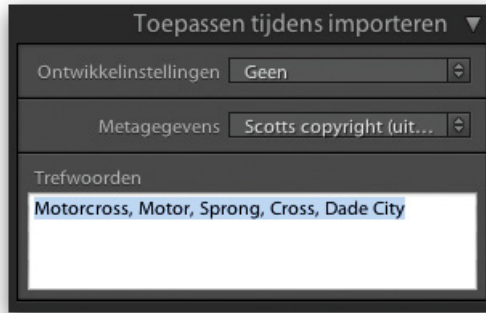 Toepassen tijdens importeren
Ontwikkelinstellingen Geen
Metagegevens Scotts copyright (uit...
Trefwoorden
Motorcross, Motor, Sprong, Cross, Dade City